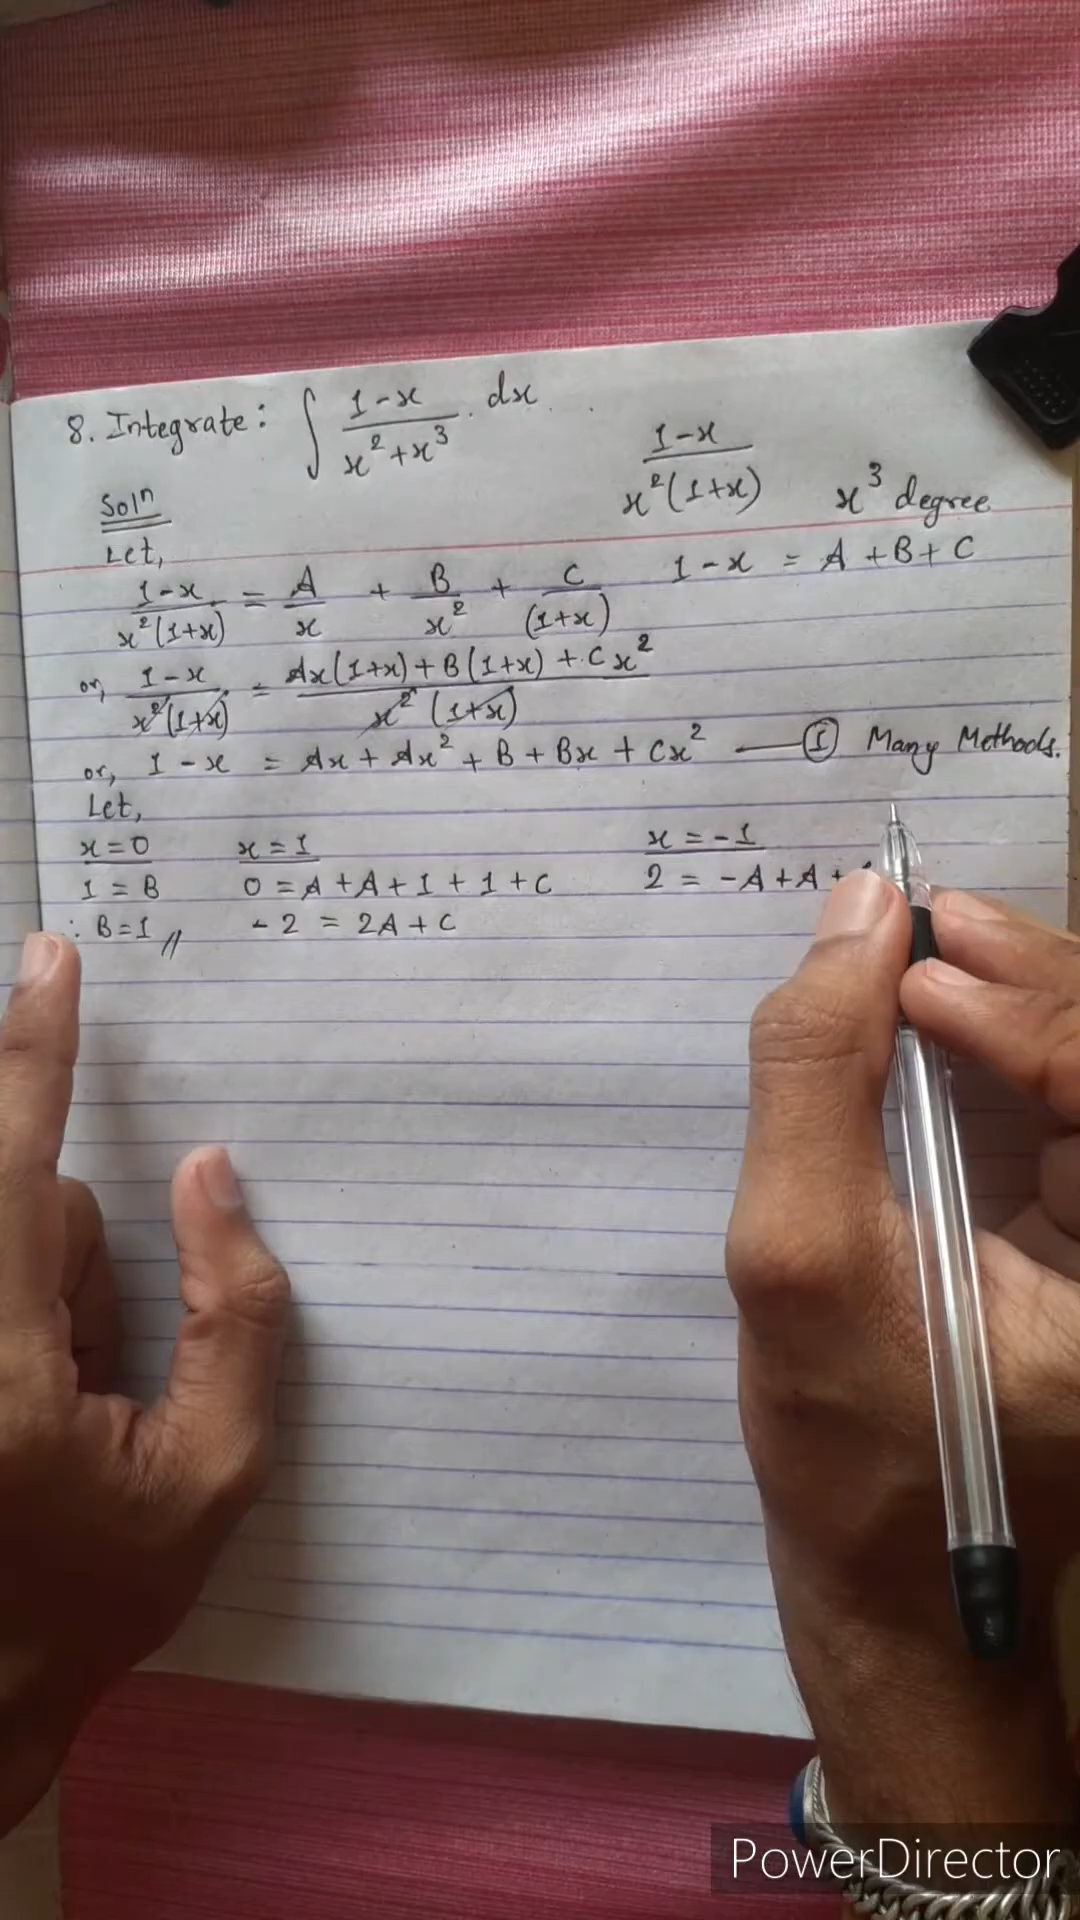 8. Integrate: ∫ (1-x)/(x²+x³) . dx
(1-x)/(x²(1+x)) x³ degree
Soln
Let,
(1-x)/(x²(1+x)) = A/x + B/x² + C/(1+x)
1-x = A+B+C
or, (1-x)/(x²(1+x)) = (Ax(1+x)+B(1+x)+Cx²)/(x²(1+x))
or, 1-x = Ax+Ax²+B+Bx+Cx² — (I) Many Methods.
Let,
x=0 x=1 x=-1
1=B 0=A+A+1+1+C 2=-A+A+
∴ B=1 // -2=2A+C
PowerDirector